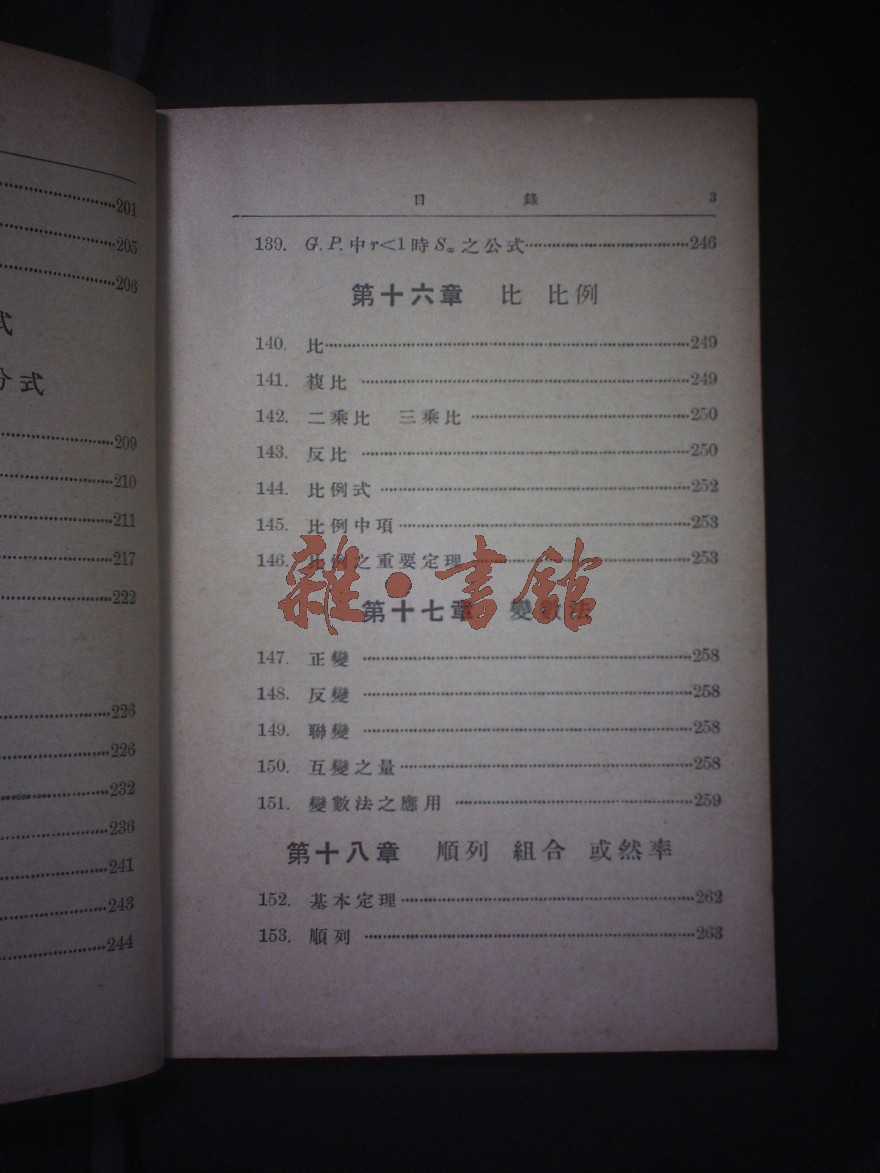 201
205
206
式
分式
209
210
211
217
222
226
226
232
236
241
243
244
目 錄 3
139. G. P. 中 r<1 時 S∞ 之公式……246
第十六章 比 比例
140. 比……249
141. 複比……249
142. 二乘比 三乘比……250
143. 反比……250
144. 比例式……252
145. 比例中項……253
146. 比例之重要定理……253
雜·書館
第十七章 變數法
147. 正變……258
148. 反變……258
149. 聯變……258
150. 互變之量……258
151. 變數法之應用……259
第十八章 順列 組合 或然率
152. 基本定理……262
153. 順列……263